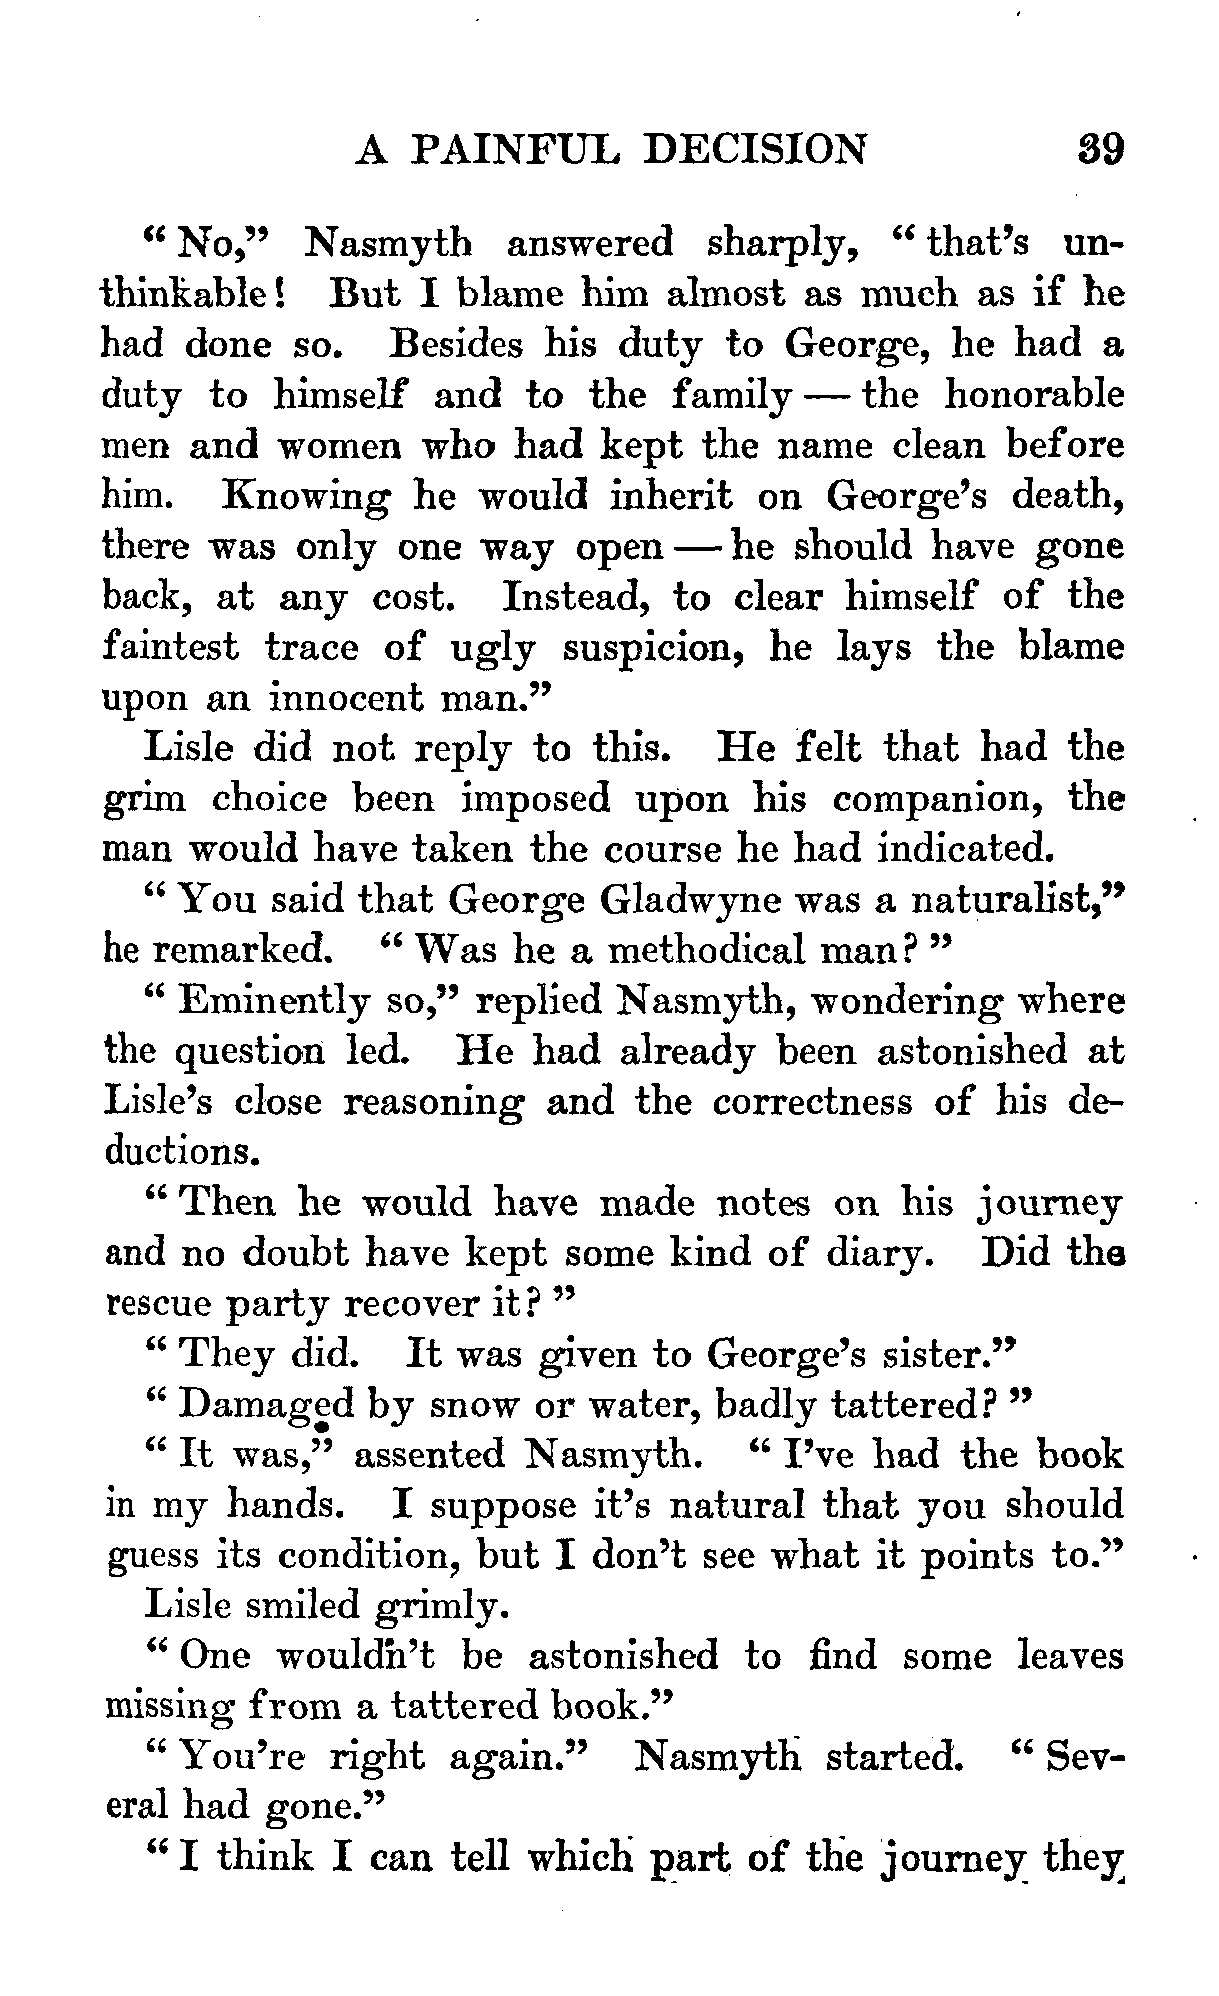 A PAINFUL DECISION 39
“ No,” Nasmyth answered sharply, “ that’s un-
thinkable! But I blame him almost as much as if he
had done so. Besides his duty to George, he had a
duty to himself and to the family — the honorable
men and women who had kept the name clean before
him. Knowing he would inherit on George’s death,
there was only one way open — he should have gone
back, at any cost. Instead, to clear himself of the
faintest trace of ugly suspicion, he lays the blame
upon an innocent man.”
Lisle did not reply to this. He felt that had the
grim choice been imposed upon his companion, the
man would have taken the course he had indicated.
“ You said that George Gladwyne was a naturalist,”
he remarked. “ Was he a methodical man? ”
“ Eminently so,” replied Nasmyth, wondering where
the question led. He had already been astonished at
Lisle’s close reasoning and the correctness of his de-
ductions.
“ Then he would have made notes on his journey
and no doubt have kept some kind of diary. Did the
rescue party recover it? ”
“ They did. It was given to George’s sister.”
“ Damaged by snow or water, badly tattered? ”
“ It was,” assented Nasmyth. “ I’ve had the book
in my hands. I suppose it’s natural that you should
guess its condition, but I don’t see what it points to.”
Lisle smiled grimly.
“ One wouldn’t be astonished to find some leaves
missing from a tattered book.”
“ You’re right again.” Nasmyth started. “ Sev-
eral had gone.”
“ I think I can tell which part of the journey they